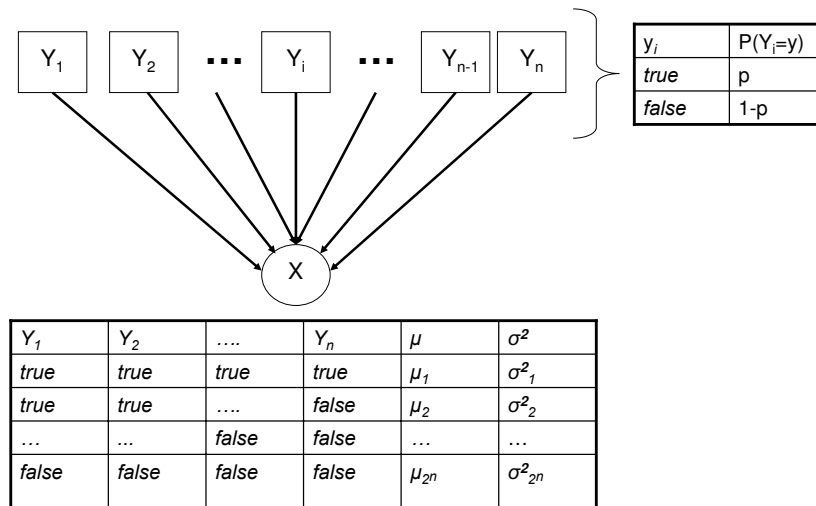 Y1 Y2 ... Yi ... Yn-1 Yn
yi P(Yi=y)
true p
false 1-p
X
Y1 Y2 .... Yn μ σ²
true true true true μ1 σ²1
true true .... false μ2 σ²2
... ... false false ... ...
false false false false μ2n σ²2n